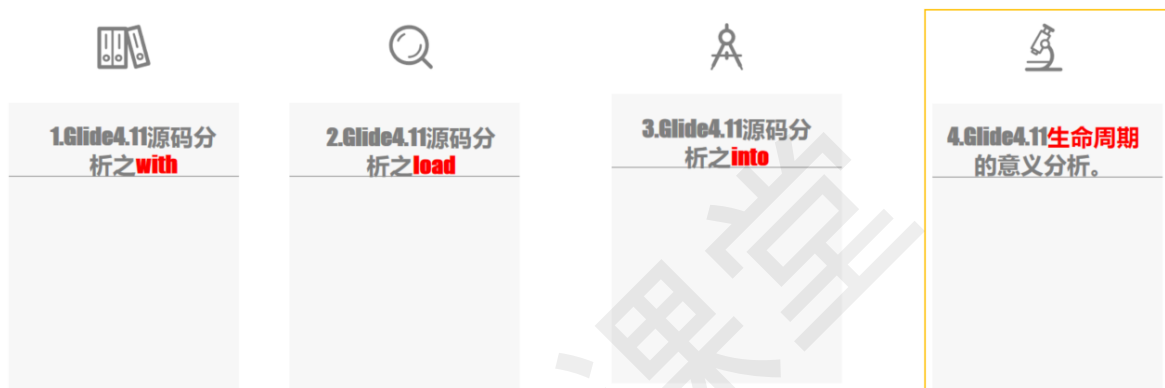 1.Glide4.11源码分
析之with
2.Glide4.11源码分
析之load
3.Glide4.11源码分
析之into
4.Glide4.11生命周期
的意义分析。
课堂